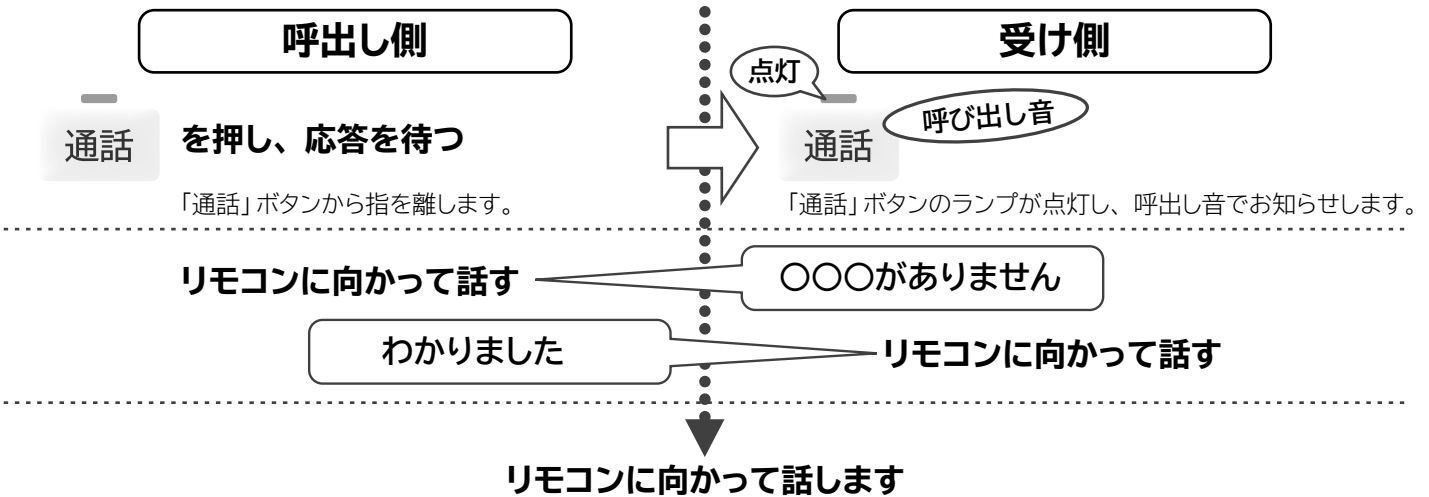 呼出し側
受け側
点灯
呼び出し音
通話
を押し、応答を待つ
通話
「通話」ボタンから指を離します。
「通話」ボタンのランプが点灯し、呼出し音でお知らせします。
リモコンに向かって話す
〇〇〇がありません
わかりました
リモコンに向かって話す
リモコンに向かって話します